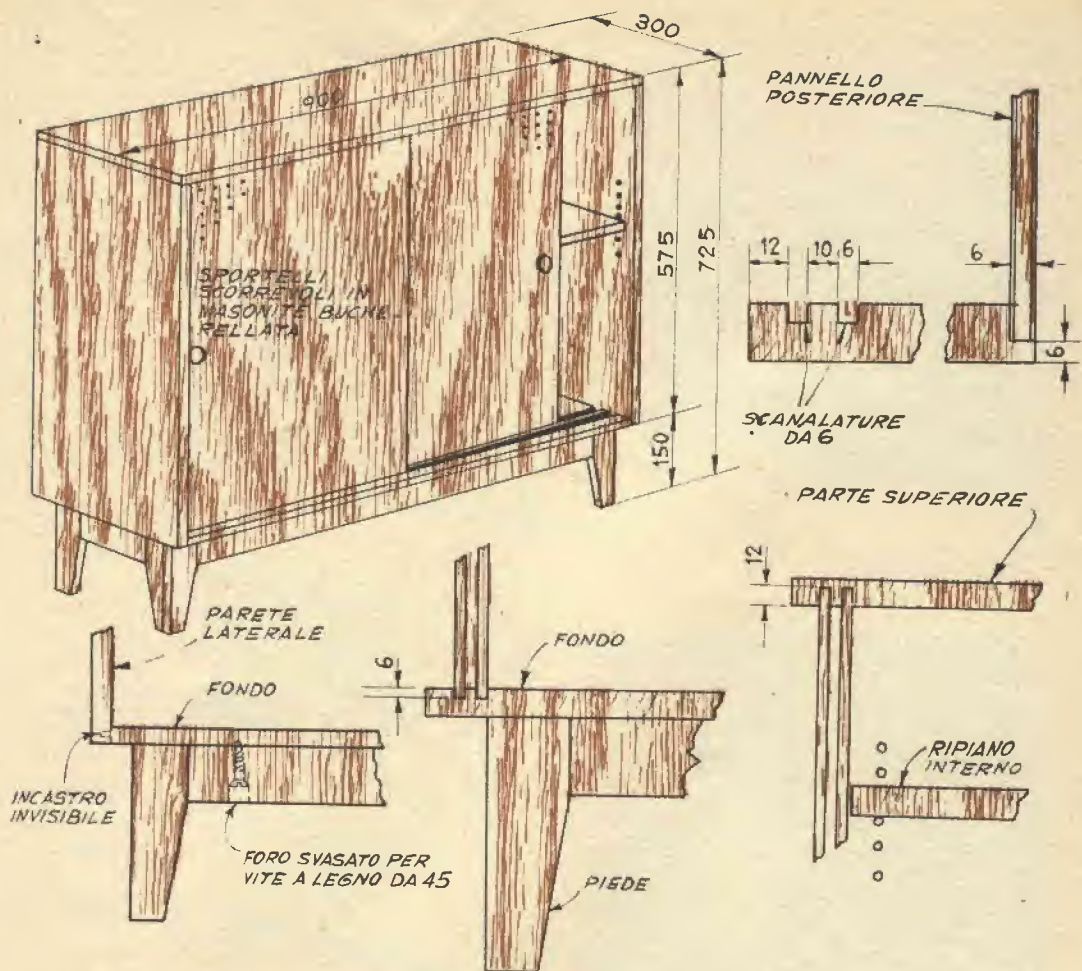 300
900
PANNELLO
POSTERIORE
575
725
12
10
6
6
6
SPORTELLI
SCORREVOLI IN
MASONITE BUCHE-
RELLATA
SCANALATURE
DA 6
150
PARTE SUPERIORE
12
PARETE
LATERALE
6
FONDO
FONDO
RIPIANO
INTERNO
INCASTRO
INVISIBILE
FORO SVASATO PER
VITE A LEGNO DA 45
PIEDE